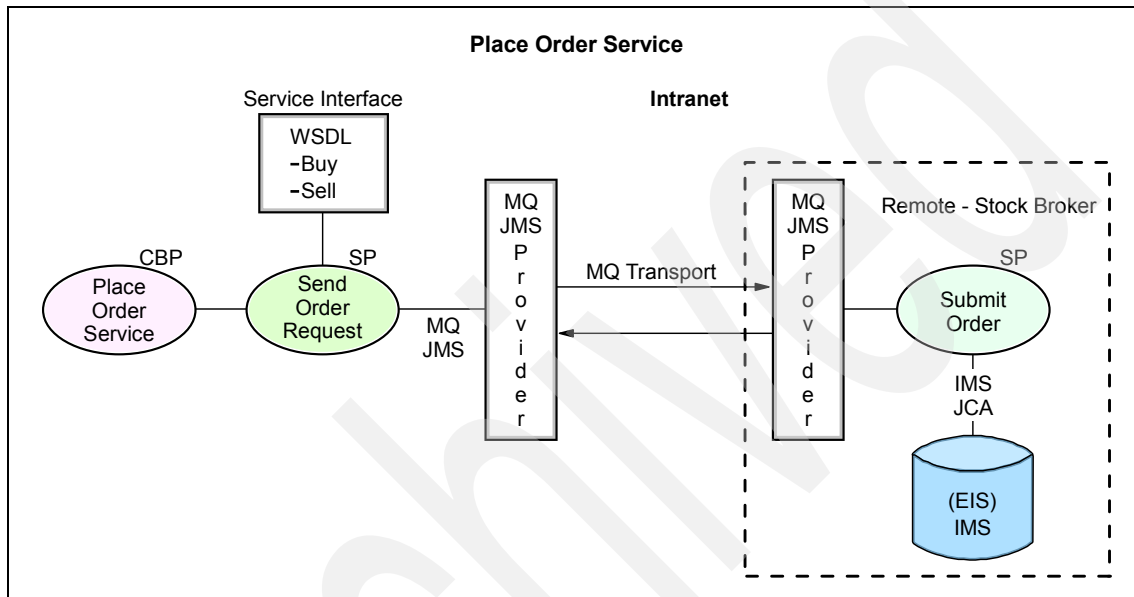 Place Order Service
Service Interface
Intranet
WSDL
-Buy
-Sell
CBP
Place
Order
Service
SP
Send
Order
Request
MQ
JMS
MQ
JMS
P
r
o
v
i
d
e
r
MQ Transport
MQ
JMS
P
r
o
v
i
d
e
r
Remote - Stock Broker
SP
Submit
Order
IMS
JCA
(EIS)
IMS